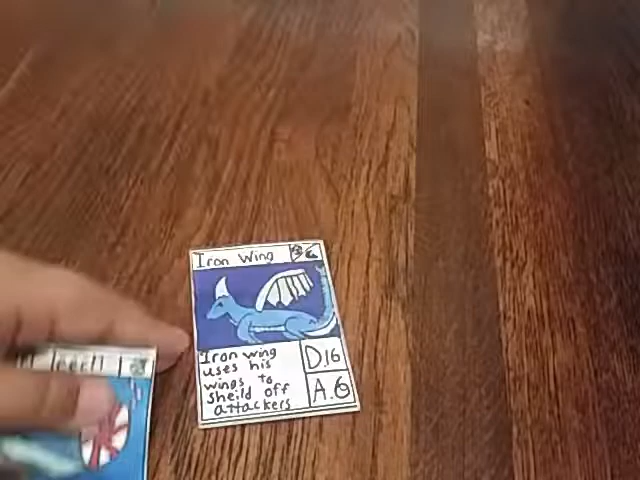 Iron Wing
Iron wing
uses his
wings to
sheild off
attackers
D.16
A.6